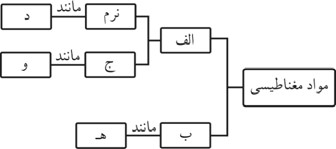 مواد مغناطیسی
الف
نرم
مانند
د
ج
مانند
و
ب
مانند
هـ